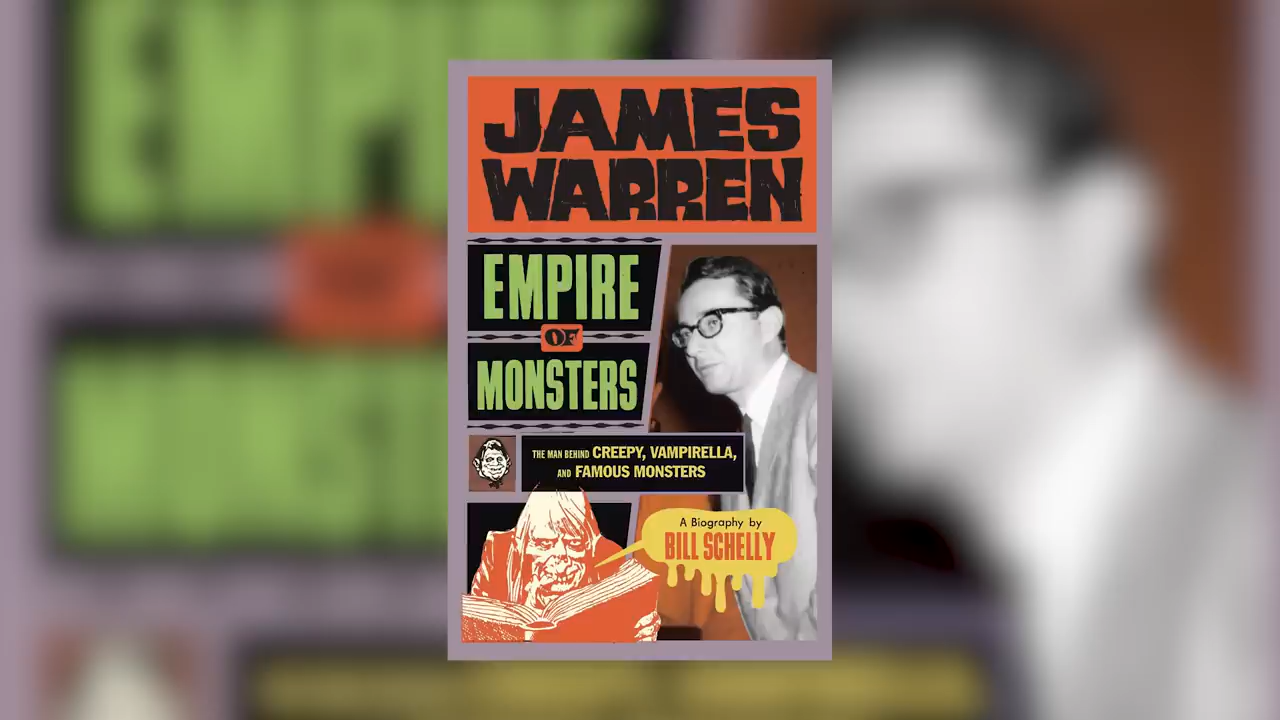 JAMES
WARREN
EMPIRE
OF
MONSTERS
THE MAN BEHIND CREEPY, VAMPIRELLA,
AND FAMOUS MONSTERS
A Biography by
BILL SCHELLY